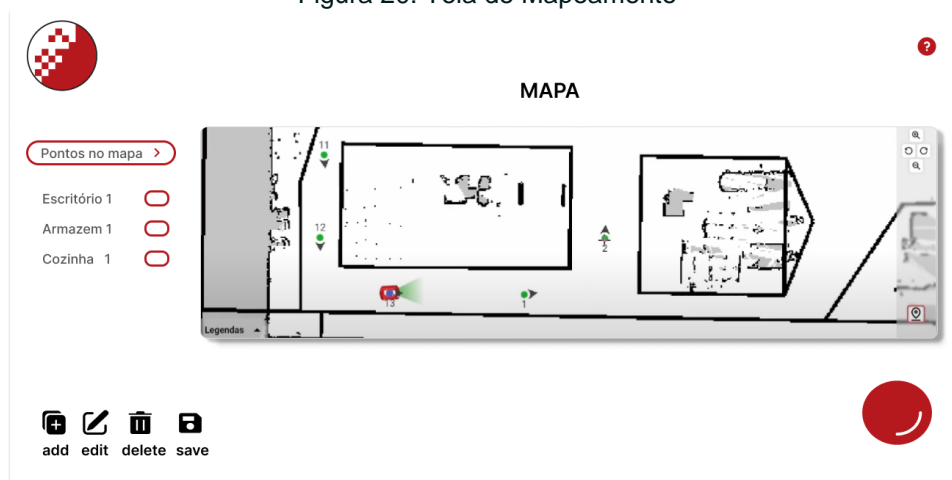 Figura 20: Tela de Mapeamento
?
MAPA
Pontos no mapa >
Escritório 1
Armazem 1
Cozinha 1
11
12
2
13
1
Legendas
add edit delete save